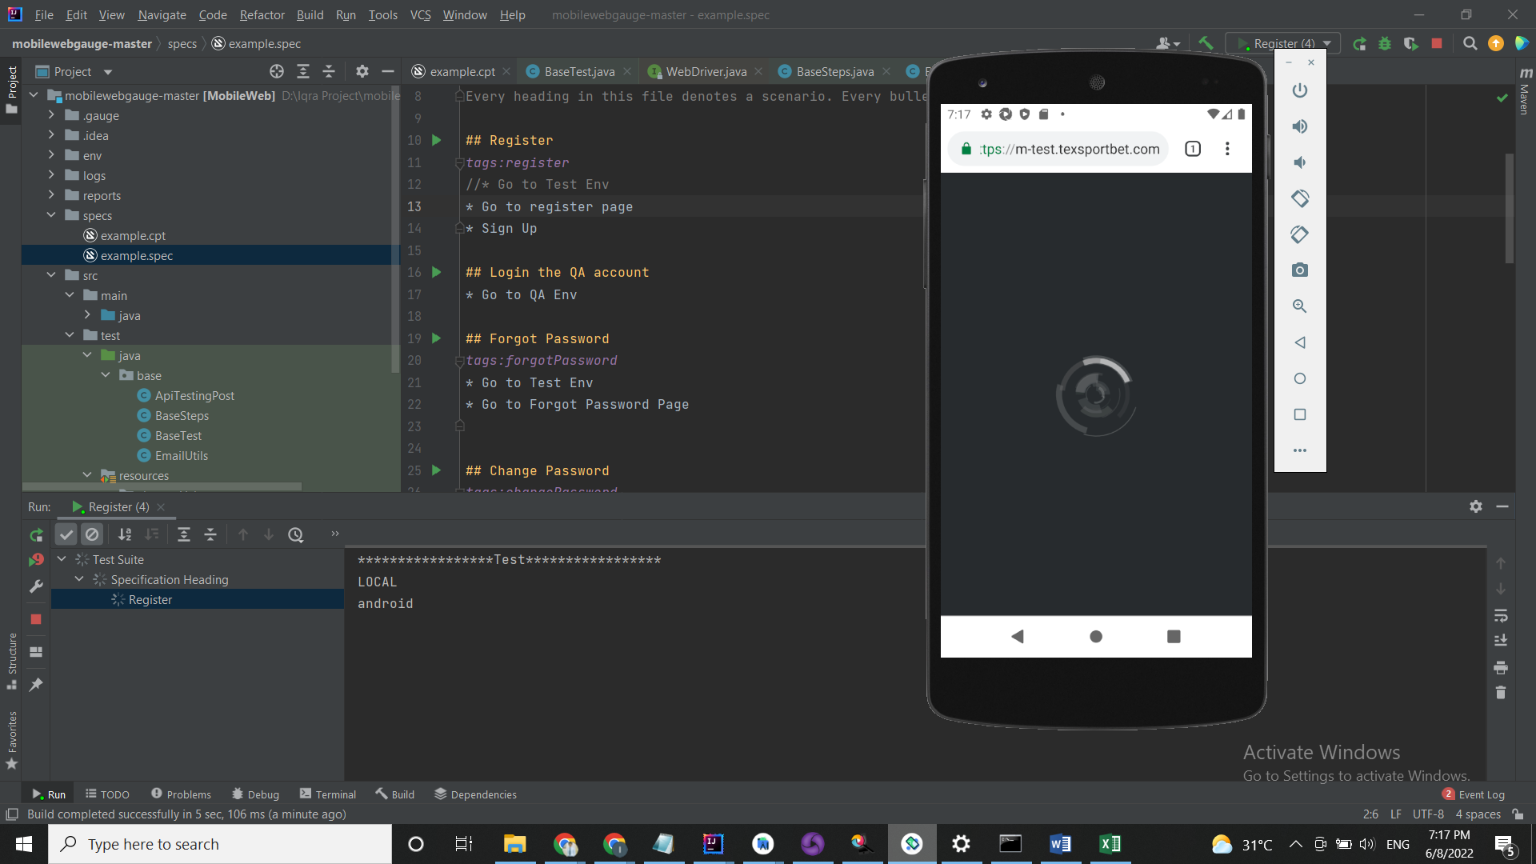 File Edit View Navigate Code Refactor Build Run Tools VCS Window Help mobilewebgauge-master - example.spec
mobilewebgauge-master specs example.spec
Register (4)
Project
example.cpt BaseTest.java WebDriver.java BaseSteps.java
mobilewebgauge-master [MobileWeb] D:\Iqra Project\mobile
.gauge
.idea
env
logs
reports
specs
example.cpt
example.spec
src
main
java
test
java
base
ApiTestingPost
BaseSteps
BaseTest
EmailUtils
resources
8 Every heading in this file denotes a scenario. Every bulle
9
10 ## Register
11 tags:register
12 //* Go to Test Env
13 * Go to register page
14 * Sign Up
15
16 ## Login the QA account
17 * Go to QA Env
18
19 ## Forgot Password
20 tags:forgotPassword
21 * Go to Test Env
22 * Go to Forgot Password Page
23
24
25 ## Change Password
7:17
tps://m-test.texsportbet.com 1
Project
Structure
Favorites
m
Maven
Run: Register (4)
Test Suite
Specification Heading
Register
*****************Test*****************
LOCAL
android
Activate Windows
Go to Settings to activate Windows.
Run TODO Problems Debug Terminal Build Dependencies 2 Event Log
Build completed successfully in 5 sec, 106 ms (a minute ago) 2:6 LF UTF-8 4 spaces
Type here to search
31°C ENG 7:17 PM
6/8/2022
5